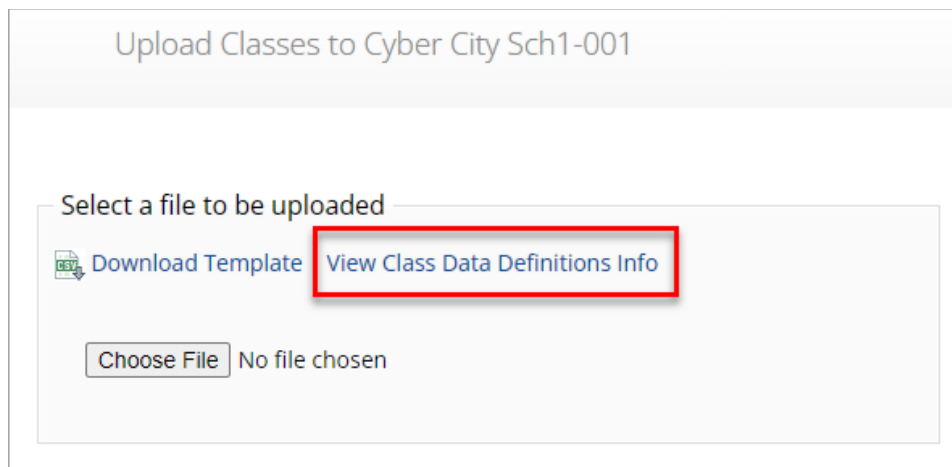 Upload Classes to Cyber City Sch1-001
Select a file to be uploaded
CSV Download Template View Class Data Definitions Info
Choose File No file chosen